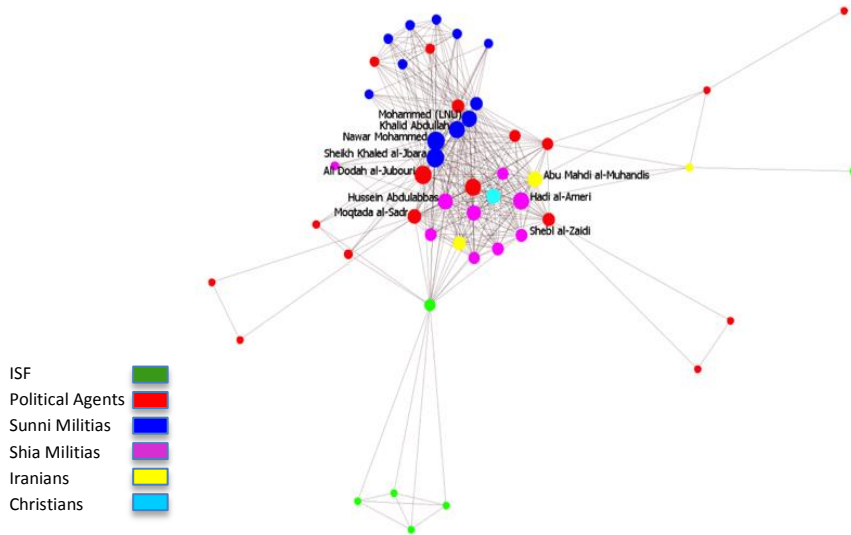 Mohammed (LNU)
Khalid Abdullah
Nawar Mohammed
Sheikh Khaled al-Jbara
Ali Dodah al-Jubouri
Abu Mahdi al-Muhandis
Hussein Abdulabbas
Hadi al-Ameri
Moqtada al-Sadr
Shebl al-Zaidi
ISF
Political Agents
Sunni Militias
Shia Militias
Iranians
Christians